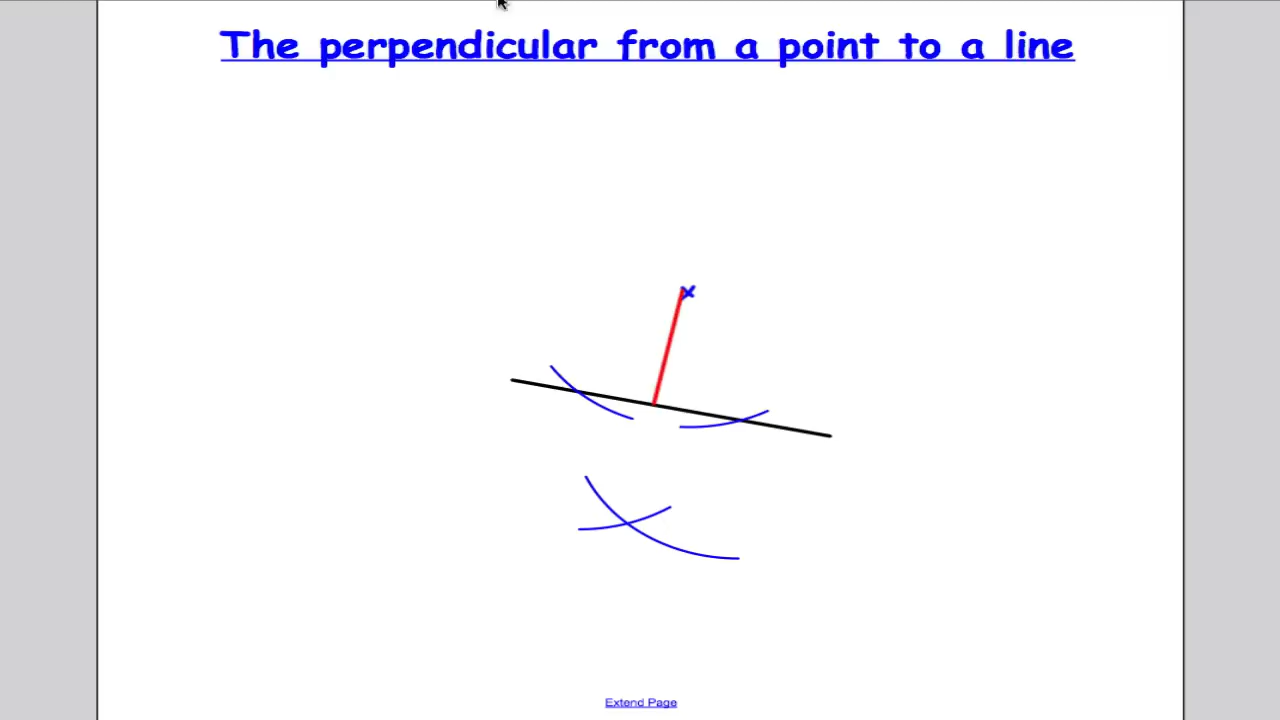 The perpendicular from a point to a line
Extend Page